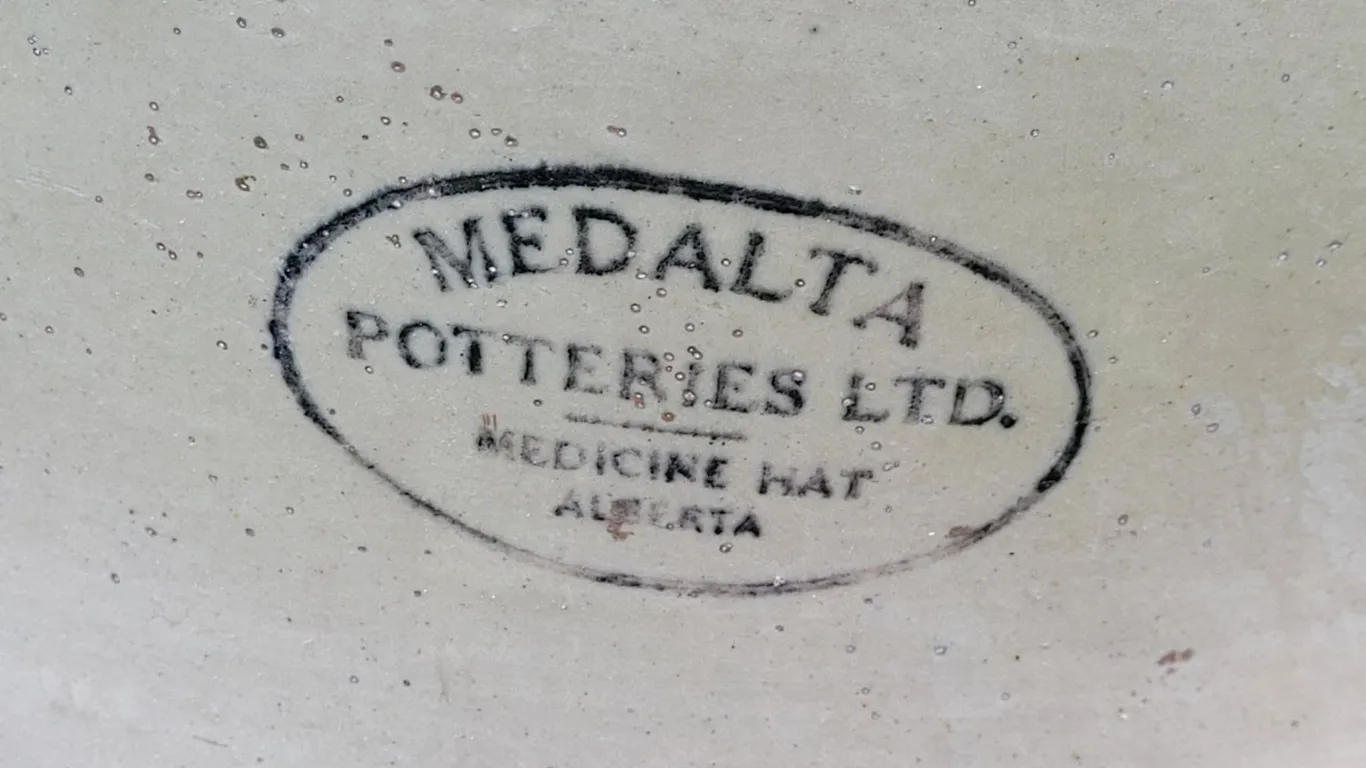 MEDALTA
POTTERIES LTD.
MEDICINE HAT
ALBERTA